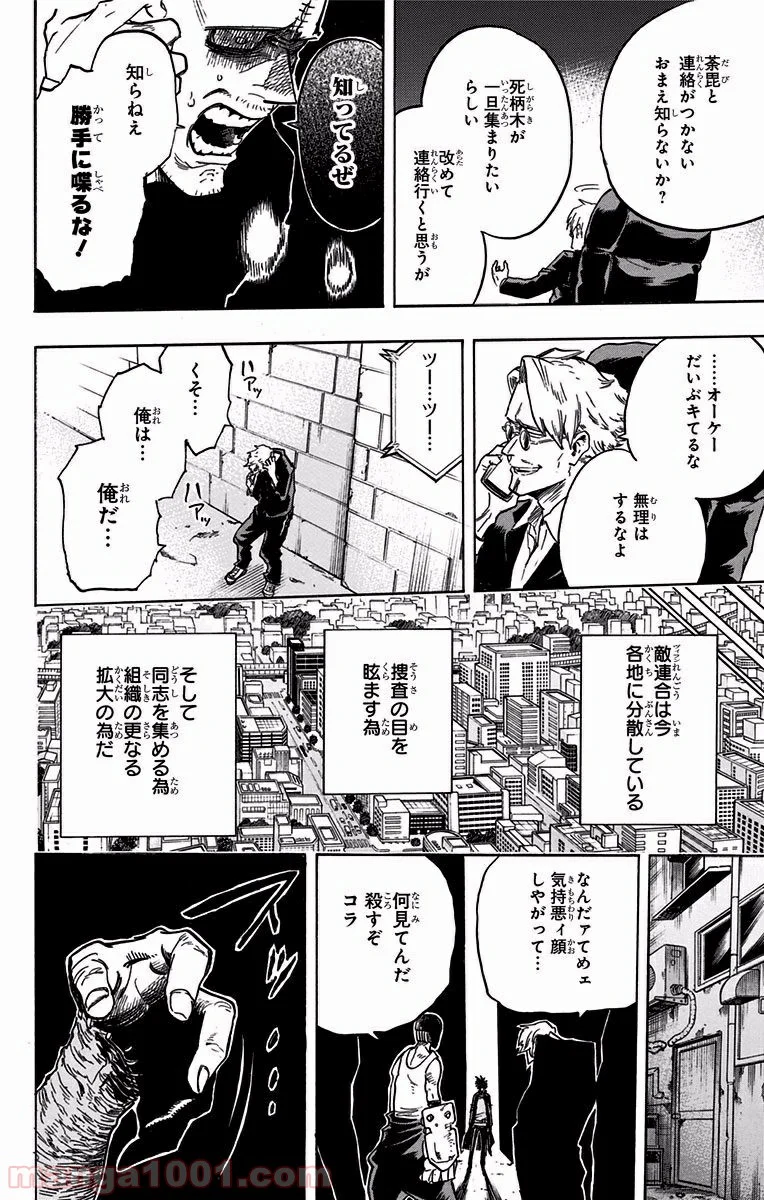 荼毘と
連絡がつかない
おまえ知らないか?
死柄木が
一旦集まりたい
らしい
改めて
連絡行くと思うが
知ってるぜ
知らねえ
勝手に喋るな!
……オーケー
だいぶキてるな
無理は
するなよ
ツー…ツー…
ハアッ
くそ…
俺は…
俺だ…
ハアッ
敵連合は今
各地に分散している
捜査の目を
眩ます為
そして
同志を集める為
組織の更なる
拡大の為だ
なんだァてめェ
気持悪ィ顔
しやがって…
何見てんだ
殺すぞ
コラ
スッ…
manga1001.com